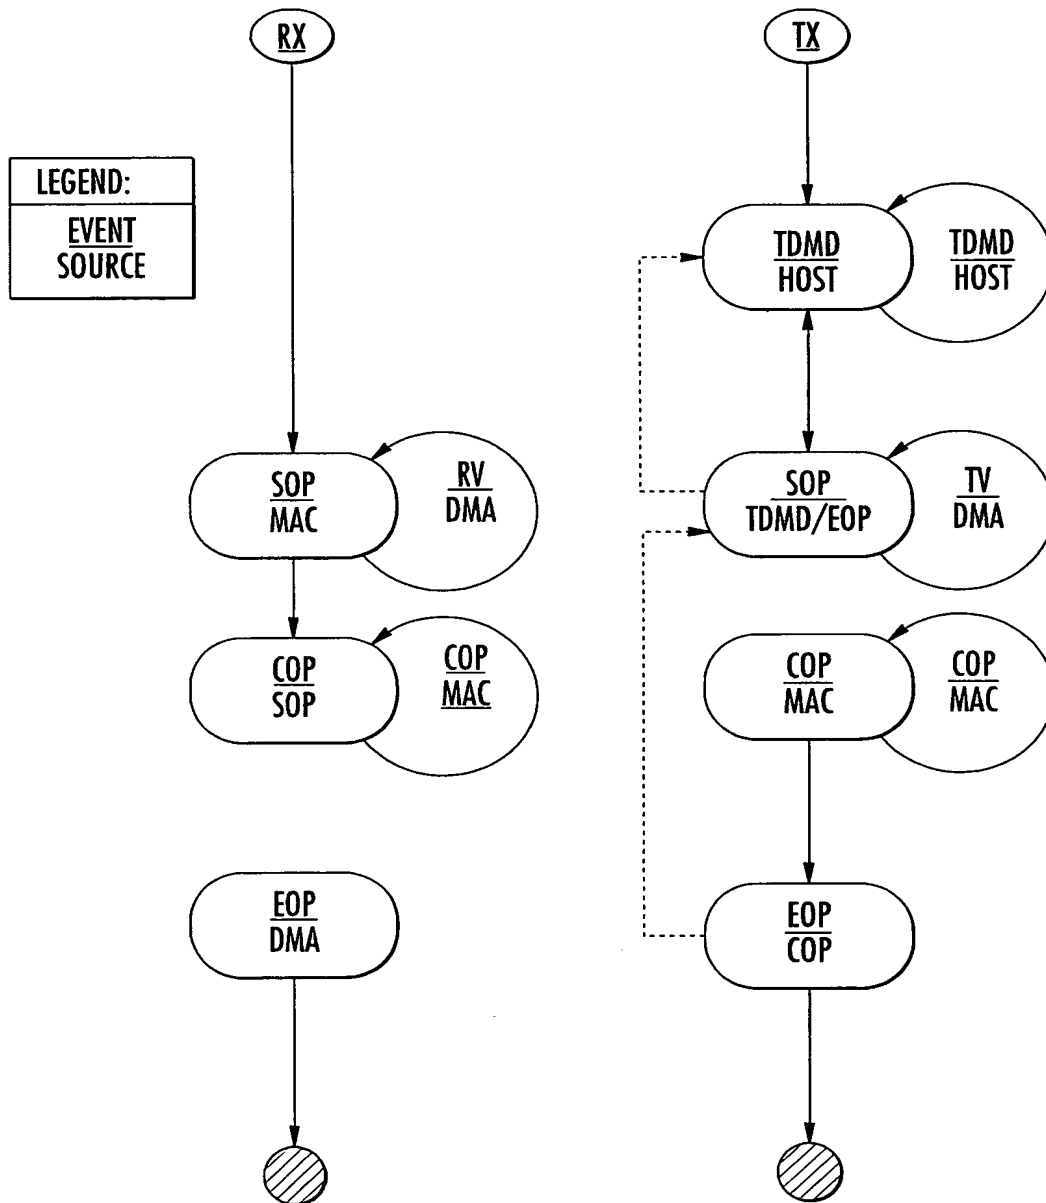 RX
TX
LEGEND:
EVENT
SOURCE
TDMD
HOST
TDMD
HOST
SOP
MAC
RV
DMA
SOP
TDMD/EOP
TV
DMA
COP
SOP
COP
MAC
COP
MAC
COP
MAC
EOP
DMA
EOP
COP